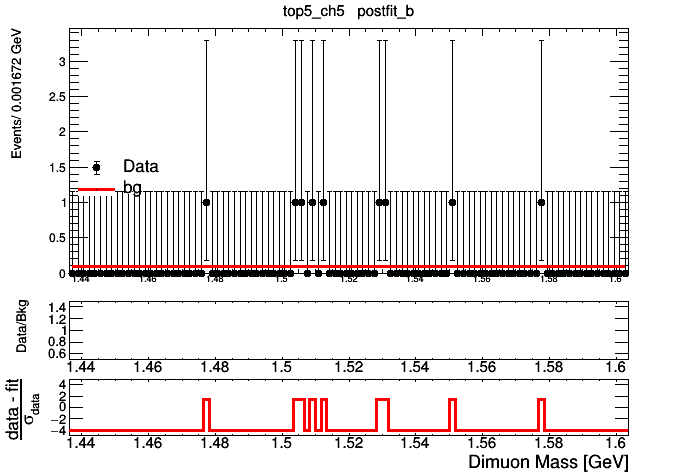 top5_ch5 postfit_b
Events/ 0.001672 GeV
3
2.5
2
1.5
1
0.5
0
Data
bg
1.44 1.46 1.48 1.5 1.52 1.54 1.56 1.58 1.6
Data/Bkg
1.4
1.2
1
0.8
0.6
1.44 1.46 1.48 1.5 1.52 1.54 1.56 1.58 1.6
data - fit
σdata
4
2
0
−2
−4
1.44 1.46 1.48 1.5 1.52 1.54 1.56 1.58 1.6
Dimuon Mass [GeV]